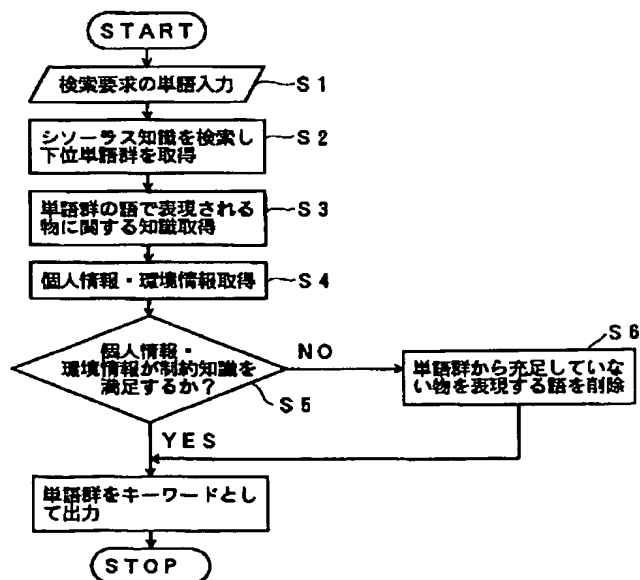 START
検索要求の単語入力
S1
シソーラス知識を検索し
下位単語群を取得
S2
単語群の語で表現される
物に関する知識取得
S3
個人情報・環境情報取得
S4
個人情報・
環境情報が制約知識を
満足するか？
S5
NO
S6
単語群から充足していな
い物を表現する語を削除
YES
単語群をキーワードとし
て出力
STOP